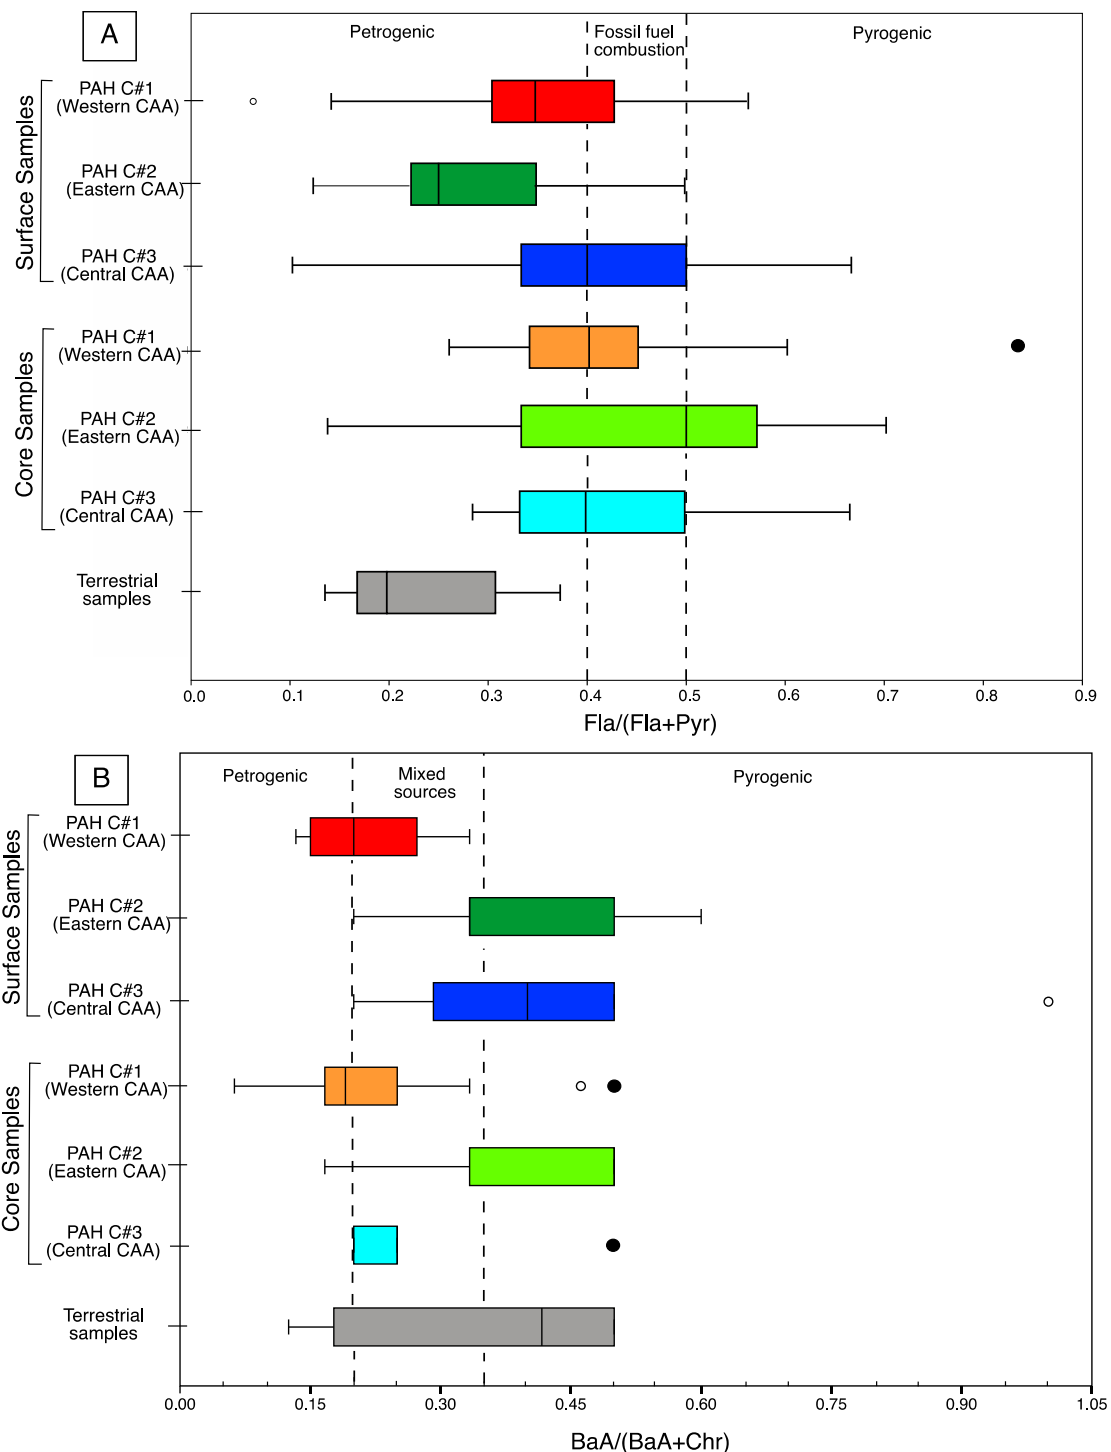 A
Petrogenic
Fossil fuel
combustion
Pyrogenic
Surface Samples
PAH C#1
(Western CAA)
PAH C#2
(Eastern CAA)
PAH C#3
(Central CAA)
Core Samples
PAH C#1
(Western CAA)
PAH C#2
(Eastern CAA)
PAH C#3
(Central CAA)
Terrestrial
samples
0.0 0.1 0.2 0.3 0.4 0.5 0.6 0.7 0.8 0.9
Fla/(Fla+Pyr)
B
Petrogenic
Mixed
sources
Pyrogenic
Surface Samples
PAH C#1
(Western CAA)
PAH C#2
(Eastern CAA)
PAH C#3
(Central CAA)
Core Samples
PAH C#1
(Western CAA)
PAH C#2
(Eastern CAA)
PAH C#3
(Central CAA)
Terrestrial
samples
0.00 0.15 0.30 0.45 0.60 0.75 0.90 1.05
BaA/(BaA+Chr)